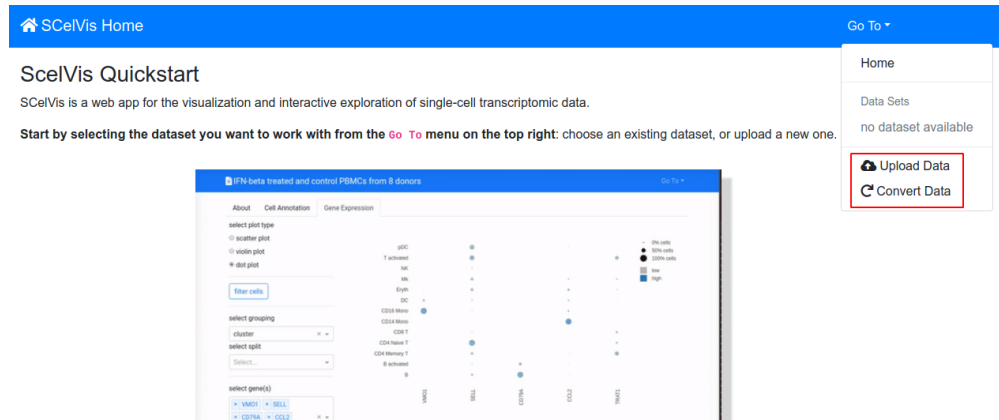 SCelVis Home
Go To
Home
Data Sets
no dataset available
Upload Data
Convert Data
ScelVis Quickstart
SCelVis is a web app for the visualization and interactive exploration of single-cell transcriptomic data.
Start by selecting the dataset you want to work with from the Go To menu on the top right: choose an existing dataset, or upload a new one.
IFN-beta treated and control PBMCs from 8 donors
Go To
About Cell Annotation Gene Expression
select plot type
scatter plot
violin plot
dot plot
filter cells
select grouping
cluster
select split
Select...
select gene(s)
× VMO1 × SELL
× CD79A × CCL2
pDC
T activated
NK
Mk
Eryth
DC
CD16 Mono
CD14 Mono
CD8 T
CD4 Naive T
CD4 Memory T
B activated
B
VMO1
SELL
CD79A
CCL2
TRAT1
0% cells
50% cells
100% cells
low
high